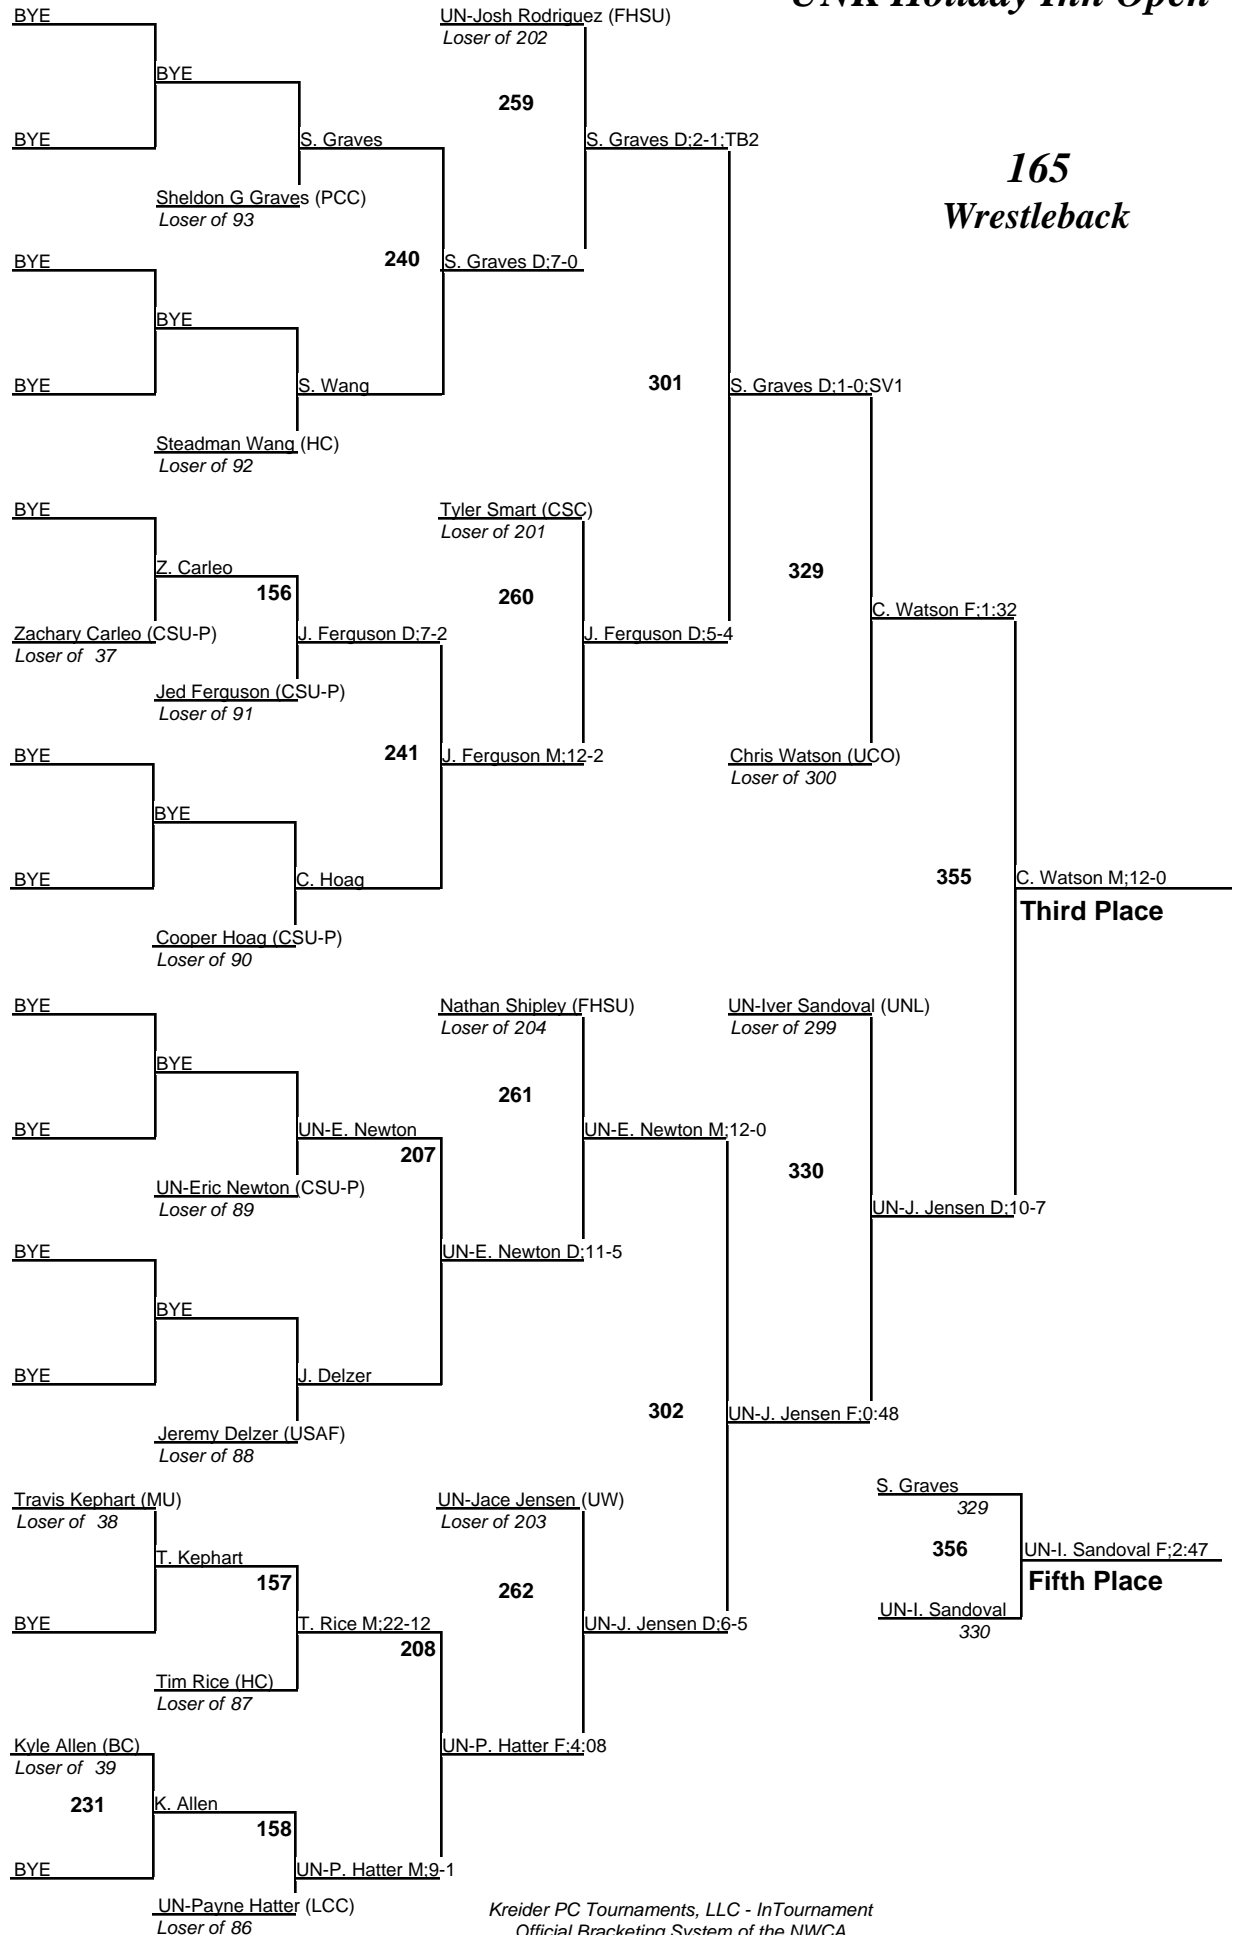 UNK Holiday Inn Open
BYE
UN-Josh Rodriguez (FHSU)
Loser of 202
BYE
259
BYE
S. Graves
S. Graves D;2-1;TB2
165
Wrestleback
Sheldon G Graves (PCC)
Loser of 93
BYE
240
S. Graves D;7-0
BYE
BYE
S. Wang
301
S. Graves D;1-0;SV1
Steadman Wang (HC)
Loser of 92
BYE
Tyler Smart (CSC)
Loser of 201
Z. Carleo
156
260
329
C. Watson F;1:32
Zachary Carleo (CSU-P)
Loser of 37
J. Ferguson D;7-2
J. Ferguson D;5-4
Jed Ferguson (CSU-P)
Loser of 91
BYE
241
J. Ferguson M;12-2
Chris Watson (UCO)
Loser of 300
BYE
BYE
C. Hoag
355
C. Watson M;12-0
Third Place
Cooper Hoag (CSU-P)
Loser of 90
BYE
Nathan Shipley (FHSU)
Loser of 204
UN-Iver Sandoval (UNL)
Loser of 299
BYE
261
BYE
UN-E. Newton
207
UN-E. Newton M;12-0
330
UN-Eric Newton (CSU-P)
Loser of 89
UN-J. Jensen D;10-7
BYE
UN-E. Newton D;11-5
BYE
BYE
J. Delzer
302
UN-J. Jensen F;0:48
Jeremy Delzer (USAF)
Loser of 88
Travis Kephart (MU)
Loser of 38
UN-Jace Jensen (UW)
Loser of 203
S. Graves
329
T. Kephart
157
262
356
UN-I. Sandoval F;2:47
Fifth Place
BYE
T. Rice M;22-12
208
UN-J. Jensen D;6-5
UN-I. Sandoval
330
Tim Rice (HC)
Loser of 87
Kyle Allen (BC)
Loser of 39
UN-P. Hatter F;4:08
231
K. Allen
158
BYE
UN-P. Hatter M;9-1
UN-Payne Hatter (LCC)
Loser of 86
Kreider PC Tournaments, LLC - InTournament
Official Bracketing System of the NWCA